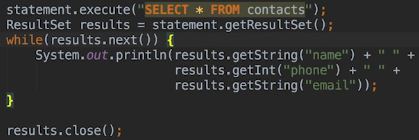 statement.execute("SELECT * FROM contacts");
ResultSet results = statement.getResultSet();
while(results.next()) {
    System.out.println(results.getString("name") + " " +
                       results.getInt("phone") + " " +
                       results.getString("email"));
}

results.close();